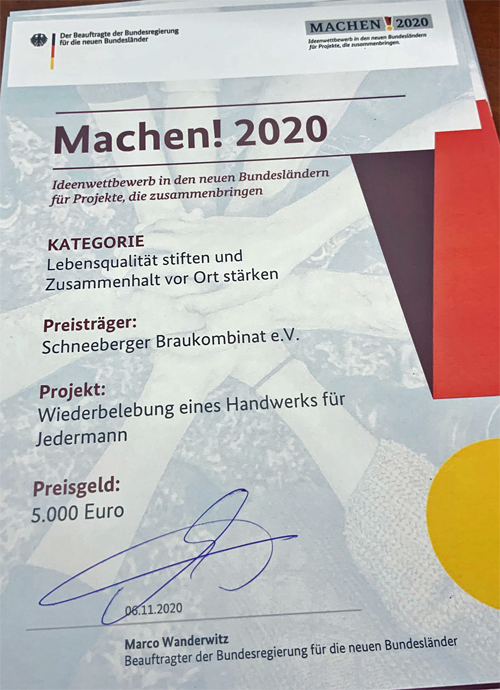 Der Beauftragte der Bundesregierung
für die neuen Bundesländer
MACHEN! 2020
Ideenwettbewerb in den neuen Bundesländern
für Projekte, die zusammenbringen.
Machen! 2020
Ideenwettbewerb in den neuen Bundesländern
für Projekte, die zusammenbringen
KATEGORIE
Lebensqualität stiften und
Zusammenhalt vor Ort stärken
Preisträger:
Schneeberger Braukombinat e.V.
Projekt:
Wiederbelebung eines Handwerks für
Jedermann
Preisgeld:
5.000 Euro
06.11.2020
Marco Wanderwitz
Beauftragter der Bundesregierung für die neuen Bundesländer